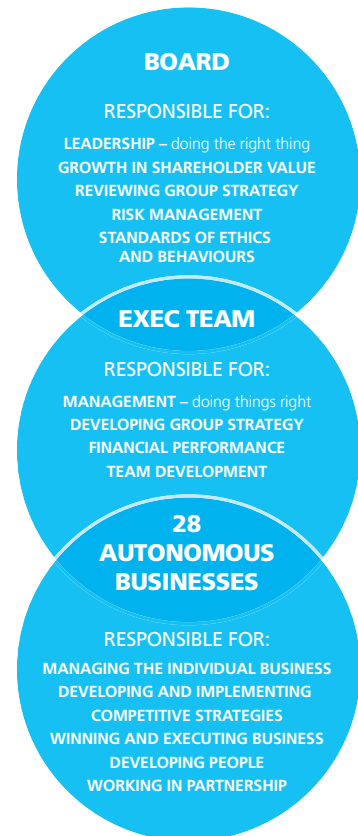 BOARD
RESPONSIBLE FOR:
LEADERSHIP – doing the right thing
GROWTH IN SHAREHOLDER VALUE
REVIEWING GROUP STRATEGY
RISK MANAGEMENT
STANDARDS OF ETHICS
AND BEHAVIOURS
EXEC TEAM
RESPONSIBLE FOR:
MANAGEMENT – doing things right
DEVELOPING GROUP STRATEGY
FINANCIAL PERFORMANCE
TEAM DEVELOPMENT
28
AUTONOMOUS
BUSINESSES
RESPONSIBLE FOR:
MANAGING THE INDIVIDUAL BUSINESS
DEVELOPING AND IMPLEMENTING
COMPETITIVE STRATEGIES
WINNING AND EXECUTING BUSINESS
DEVELOPING PEOPLE
WORKING IN PARTNERSHIP